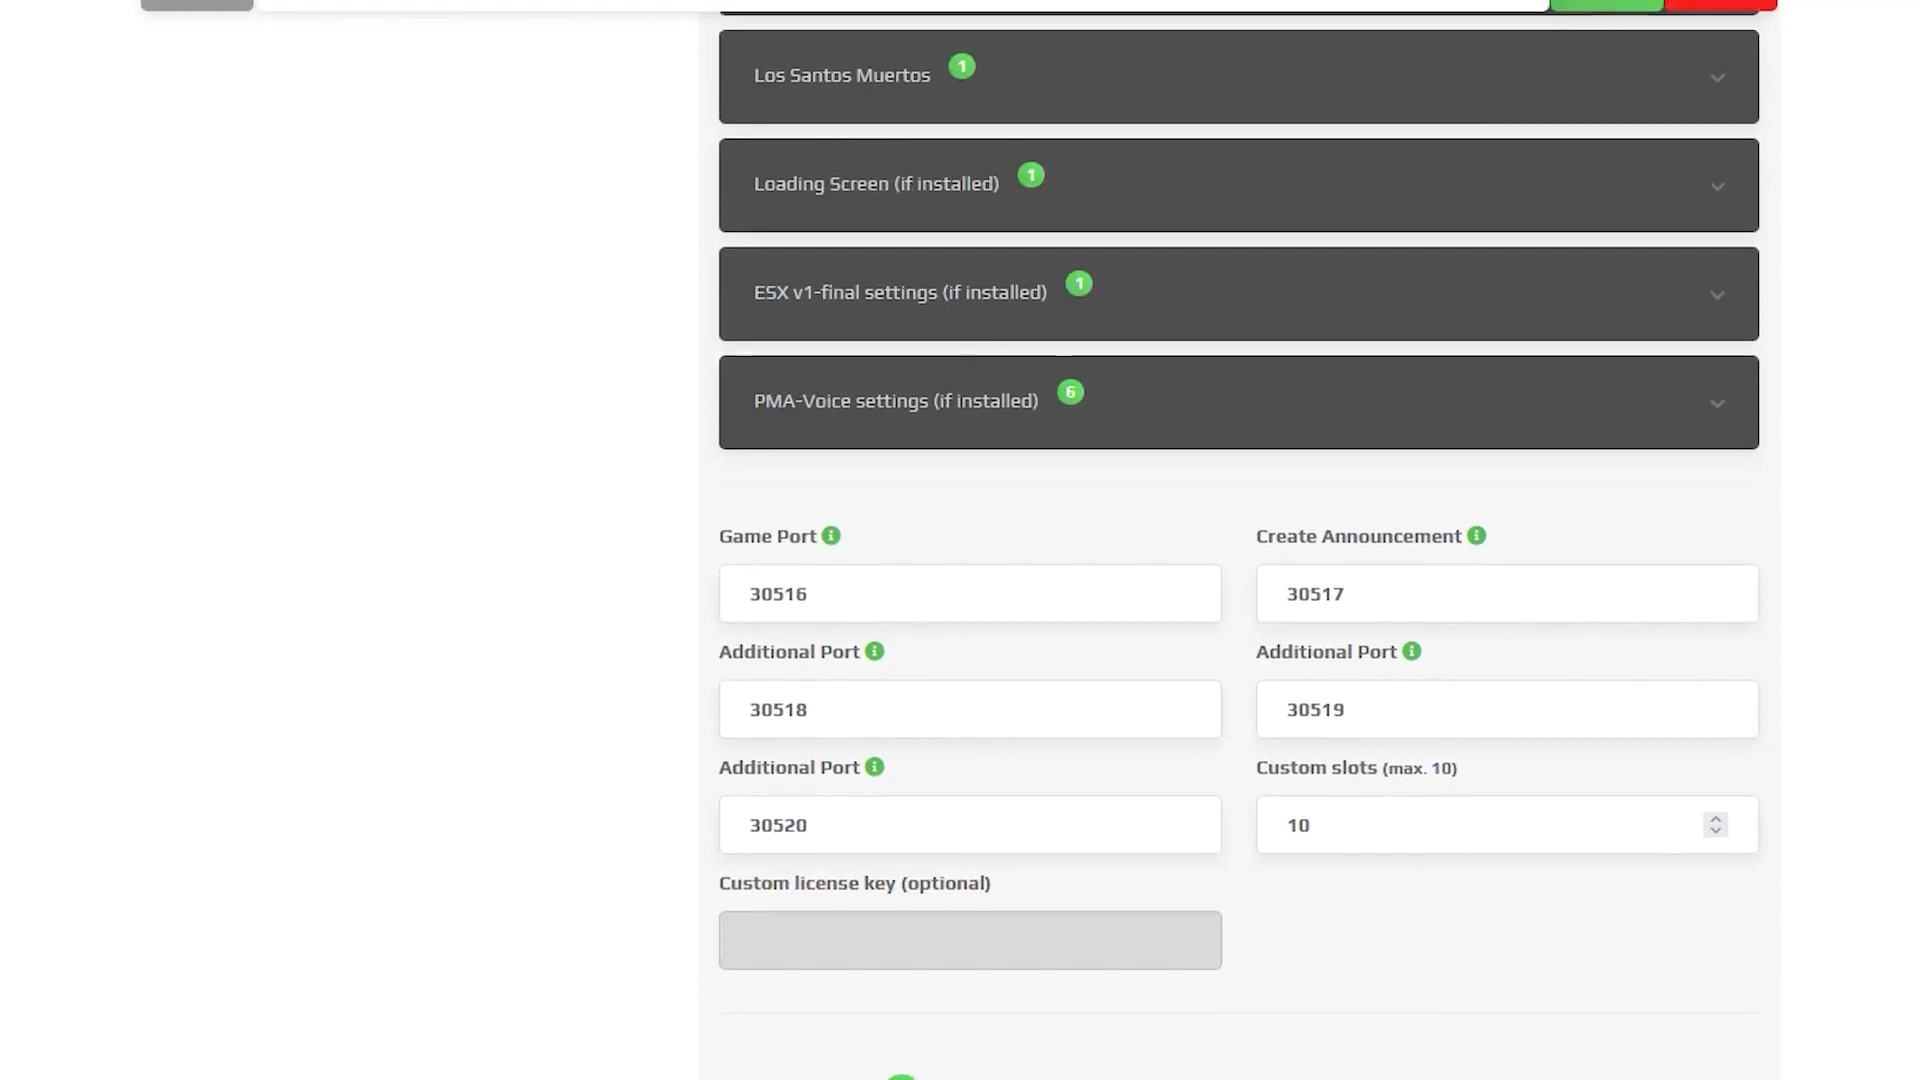 Los Santos Muertos 1
Loading Screen (if installed) 1
ESX v1-final settings (if installed) 1
PMA-Voice settings (if installed) 6
Game Port
Create Announcement
30516
30517
Additional Port
Additional Port
30518
30519
Additional Port
Custom slots (max. 10)
30520
10
Custom license key (optional)